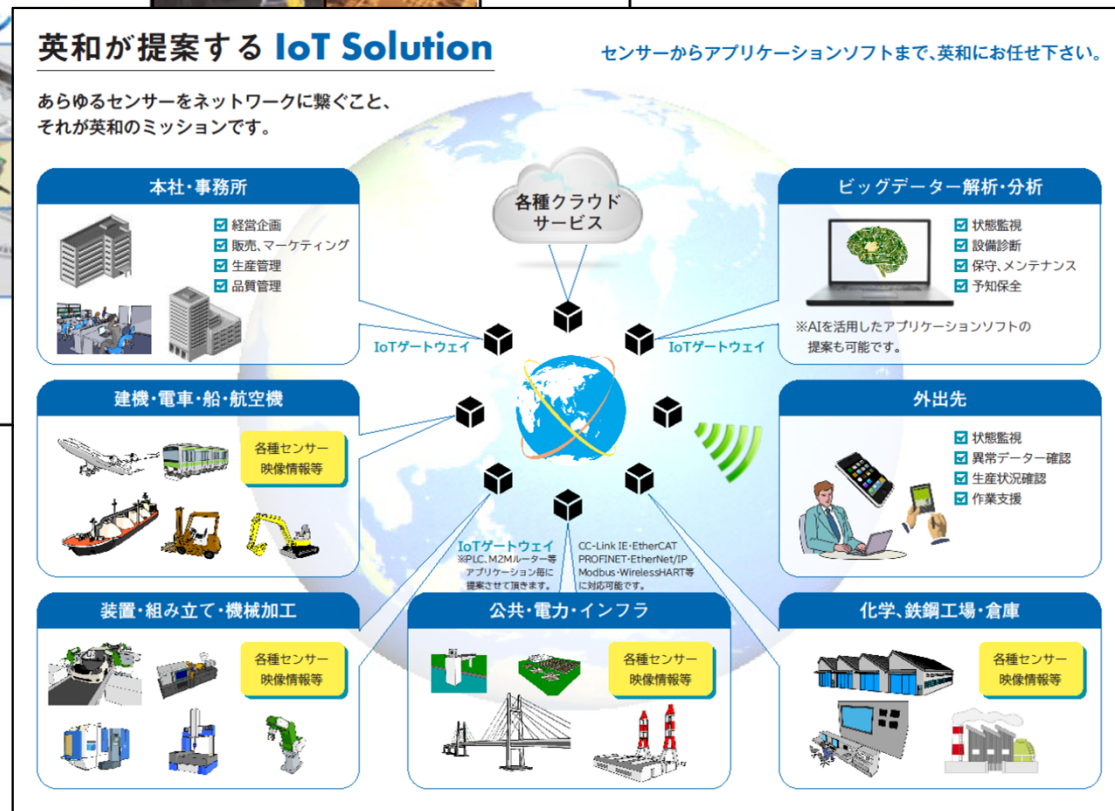 英和が提案する IoT Solution
センサーからアプリケーションソフトまで、英和にお任せ下さい。
あらゆるセンサーをネットワークに繋ぐこと、
それが英和のミッションです。
本社・事務所
経営企画
販売、マーケティング
生産管理
品質管理
各種クラウド
サービス
ビッグデーター解析・分析
状態監視
設備診断
保守、メンテナンス
予知保全
※AIを活用したアプリケーションソフトの
提案も可能です。
IoTゲートウェイ
IoTゲートウェイ
建機・電車・船・航空機
各種センサー
映像情報等
外出先
状態監視
異常データー確認
生産状況確認
作業支援
IoTゲートウェイ
※PLC、M2Mルーター等
アプリケーション毎に
提案させて頂きます。
CC-Link IE・EtherCAT
PROFINET・EtherNet/IP
Modbus・WirelessHART等
に対応可能です。
装置・組み立て・機械加工
各種センサー
映像情報等
公共・電力・インフラ
各種センサー
映像情報等
化学、鉄鋼工場・倉庫
各種センサー
映像情報等